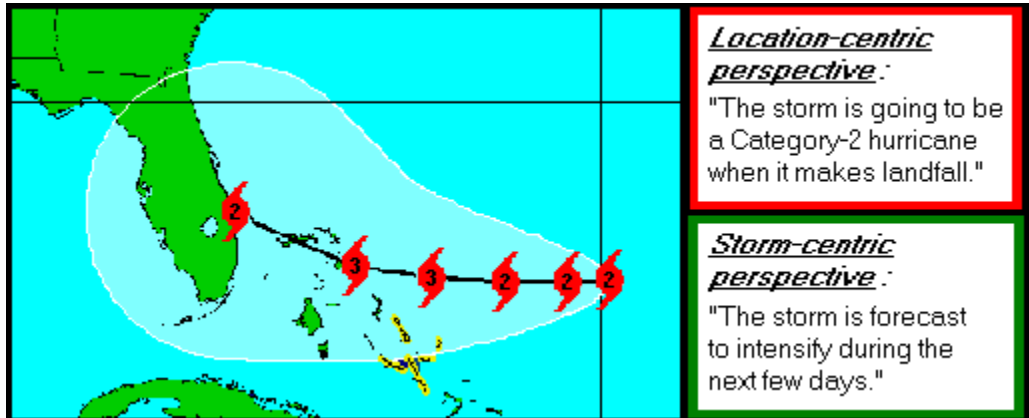 Location-centric
perspective:
"The storm is going to be
a Category-2 hurricane
when it makes landfall."
Storm-centric
perspective:
"The storm is forecast
to intensify during the
next few days."
2
3
3
2
2
2